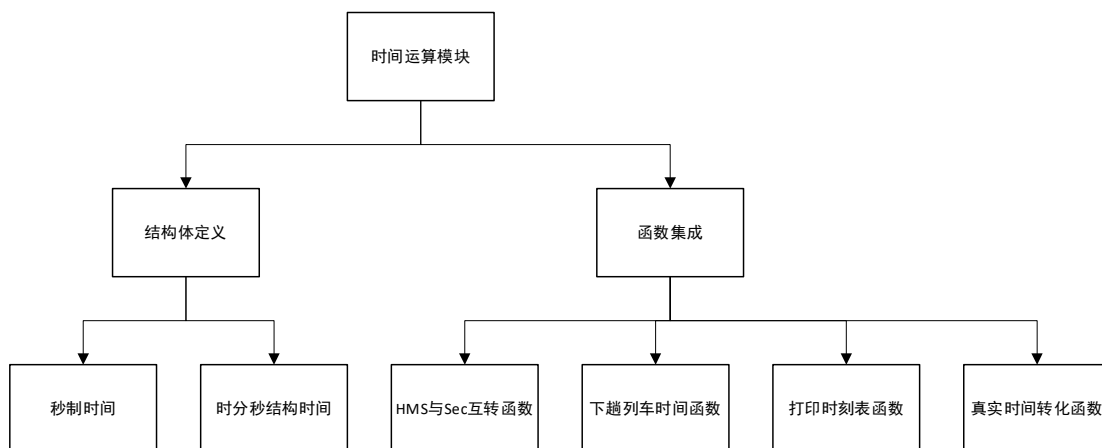 时间运算模块
结构体定义
函数集成
秒制时间
时分秒结构时间
HMS与Sec互转函数
下趟列车时间函数
打印时刻表函数
真实时间转化函数